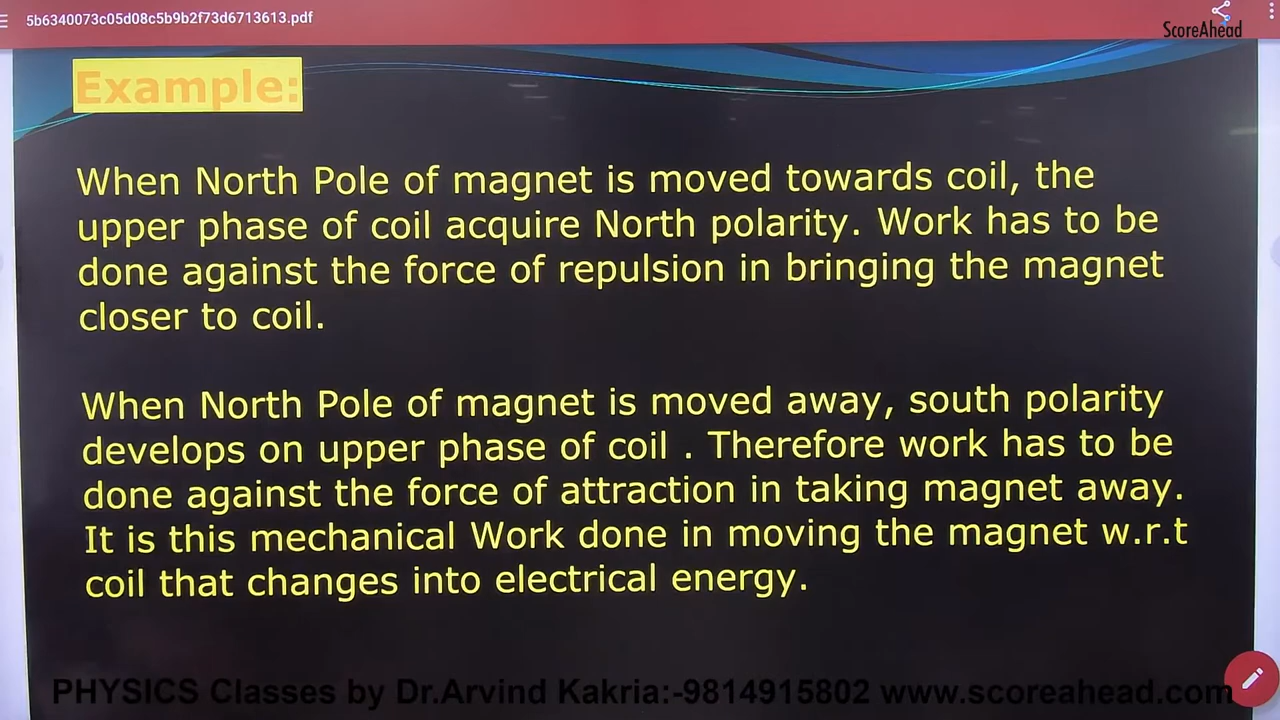 5b6340073c05d08c5b9b2f73d6713613.pdf
ScoreAhead
Example:
When North Pole of magnet is moved towards coil, the
upper phase of coil acquire North polarity. Work has to be
done against the force of repulsion in bringing the magnet
closer to coil.
When North Pole of magnet is moved away, south polarity
develops on upper phase of coil . Therefore work has to be
done against the force of attraction in taking magnet away.
It is this mechanical Work done in moving the magnet w.r.t
coil that changes into electrical energy.
PHYSICS Classes by Dr.Arvind Kakria:-9814915802 www.scoreahead.com